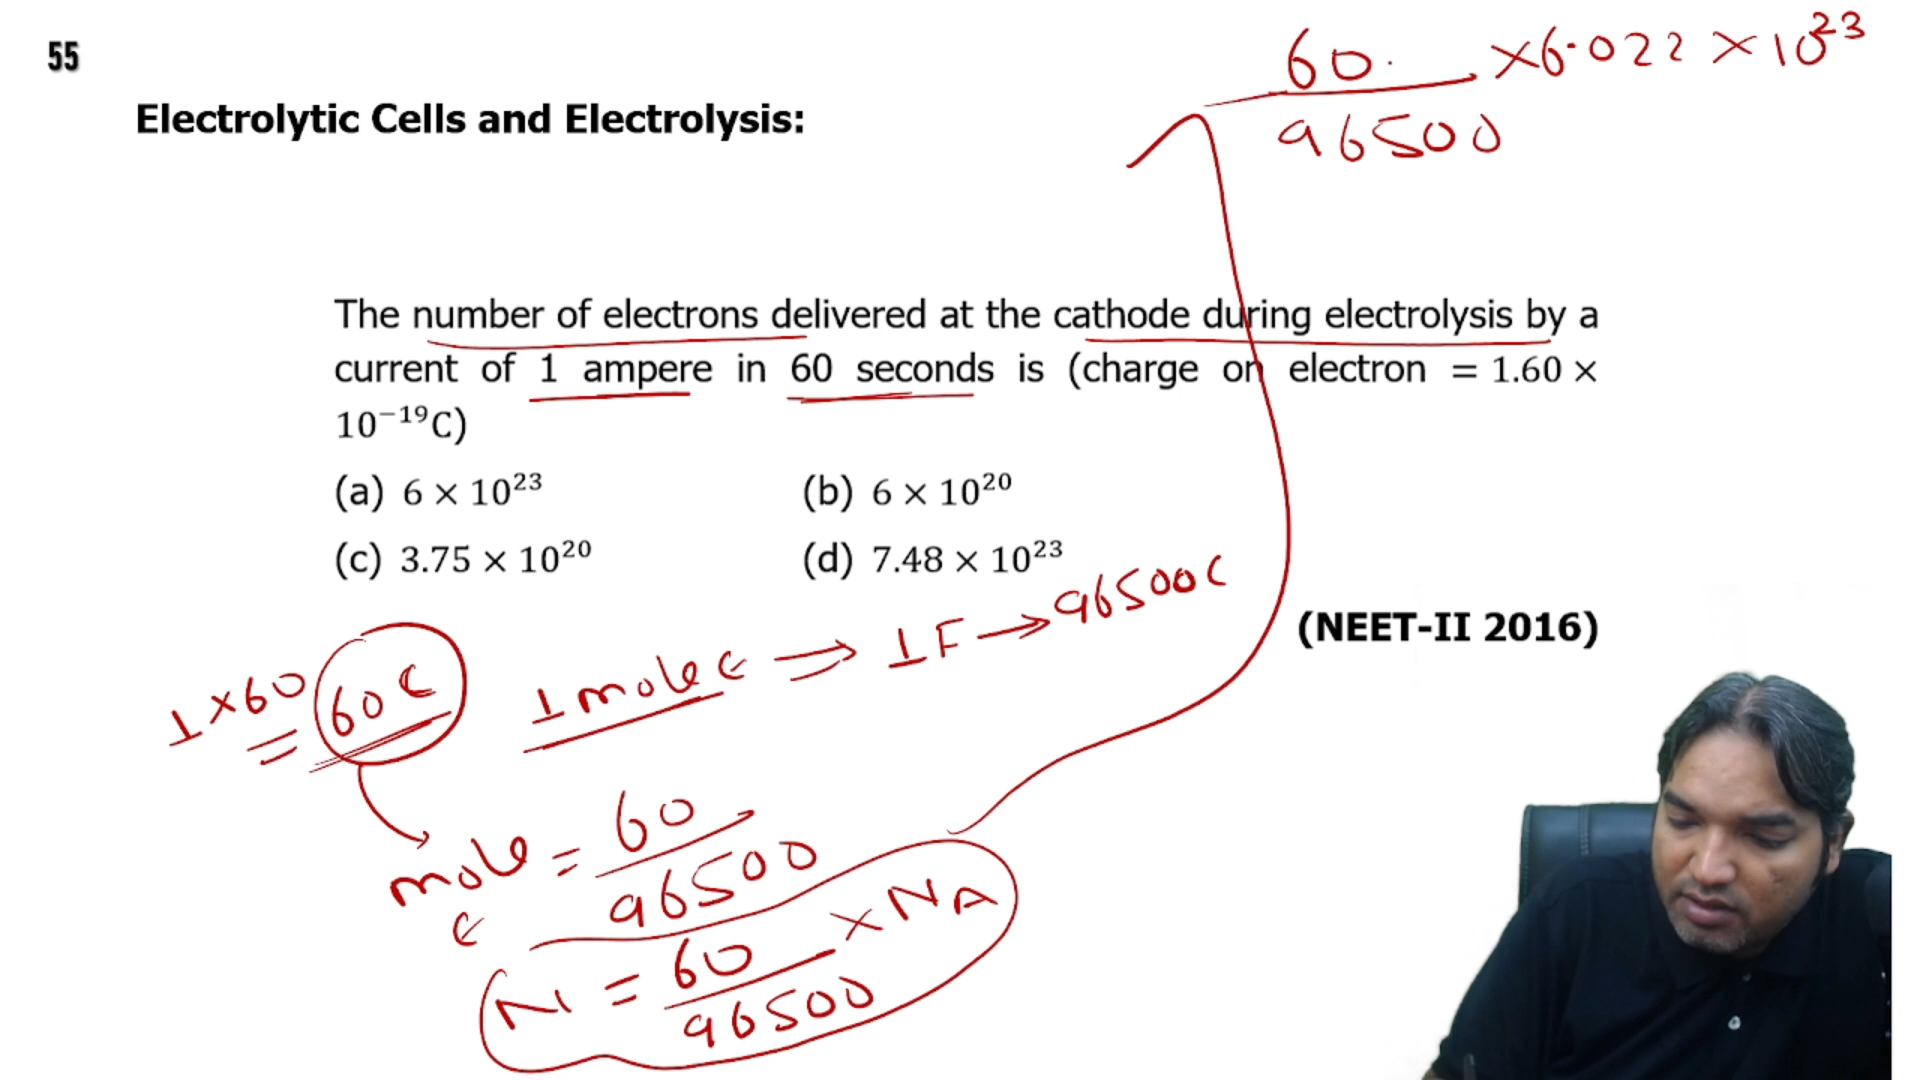 55
60 × 6.022 × 10²³
96500
Electrolytic Cells and Electrolysis:
The number of electrons delivered at the cathode during electrolysis by a
current of 1 ampere in 60 seconds is (charge on electron = 1.60 ×
10⁻¹⁹C)
(a) 6 × 10²³ (b) 6 × 10²⁰
(c) 3.75 × 10²⁰ (d) 7.48 × 10²³
(NEET-II 2016)
1 × 60
= 60 C
1 mole e ⇒ 1 F → 96500 C
mole e = 60
96500
N = 60 × NA
96500